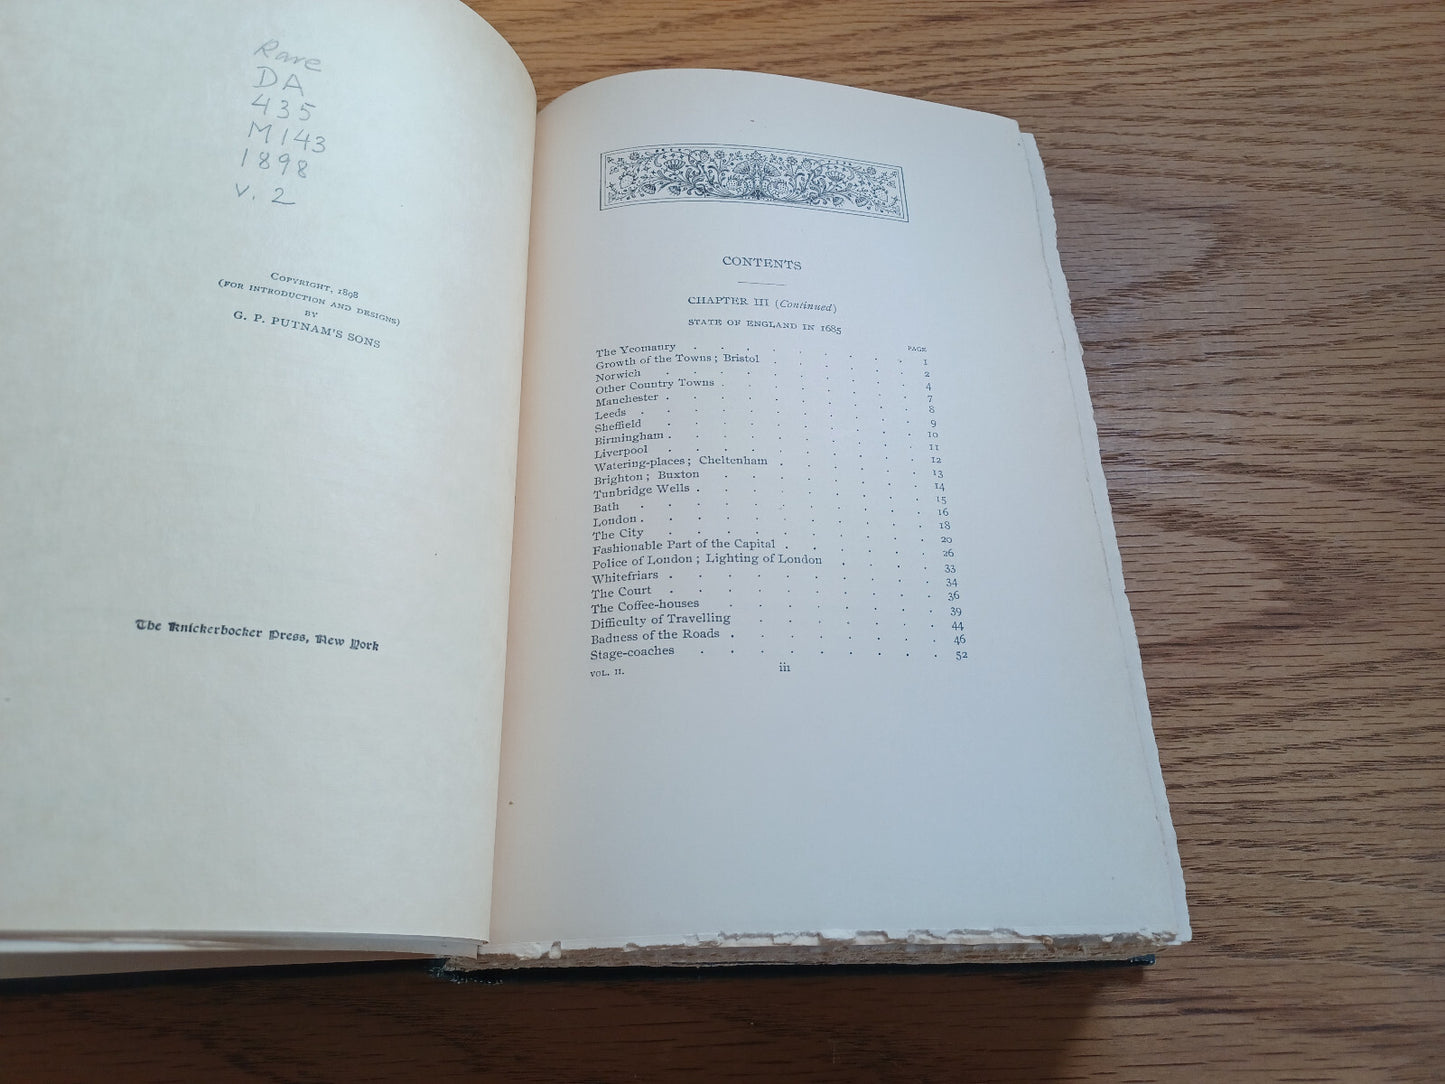 Rare
DA
435
M143
1898
v. 2
COPYRIGHT, 1898
(FOR INTRODUCTION AND DESIGNS)
BY
G. P. PUTNAM'S SONS
The Knickerbocker Press, New York
CONTENTS
CHAPTER III (Continued)
STATE OF ENGLAND IN 1685
PAGE
The Yeomanry . . . . . . . . 1
Growth of the Towns; Bristol . . . . . . 2
Norwich . . . . . . . . . 4
Other Country Towns . . . . . . . 7
Manchester . . . . . . . . . 8
Leeds . . . . . . . . . . 9
Sheffield . . . . . . . . . 10
Birmingham . . . . . . . . . 11
Liverpool . . . . . . . . . 12
Watering-places; Cheltenham . . . . . . 13
Brighton; Buxton . . . . . . . . 14
Tunbridge Wells . . . . . . . . 15
Bath . . . . . . . . . . 16
London . . . . . . . . . . 18
The City . . . . . . . . . 20
Fashionable Part of the Capital . . . . . 26
Police of London; Lighting of London . . . . 33
Whitefriars . . . . . . . . . 34
The Court . . . . . . . . . 36
The Coffee-houses . . . . . . . . 39
Difficulty of Travelling . . . . . . . 44
Badness of the Roads . . . . . . . . 46
Stage-coaches . . . . . . . . . 52
VOL. II.
iii